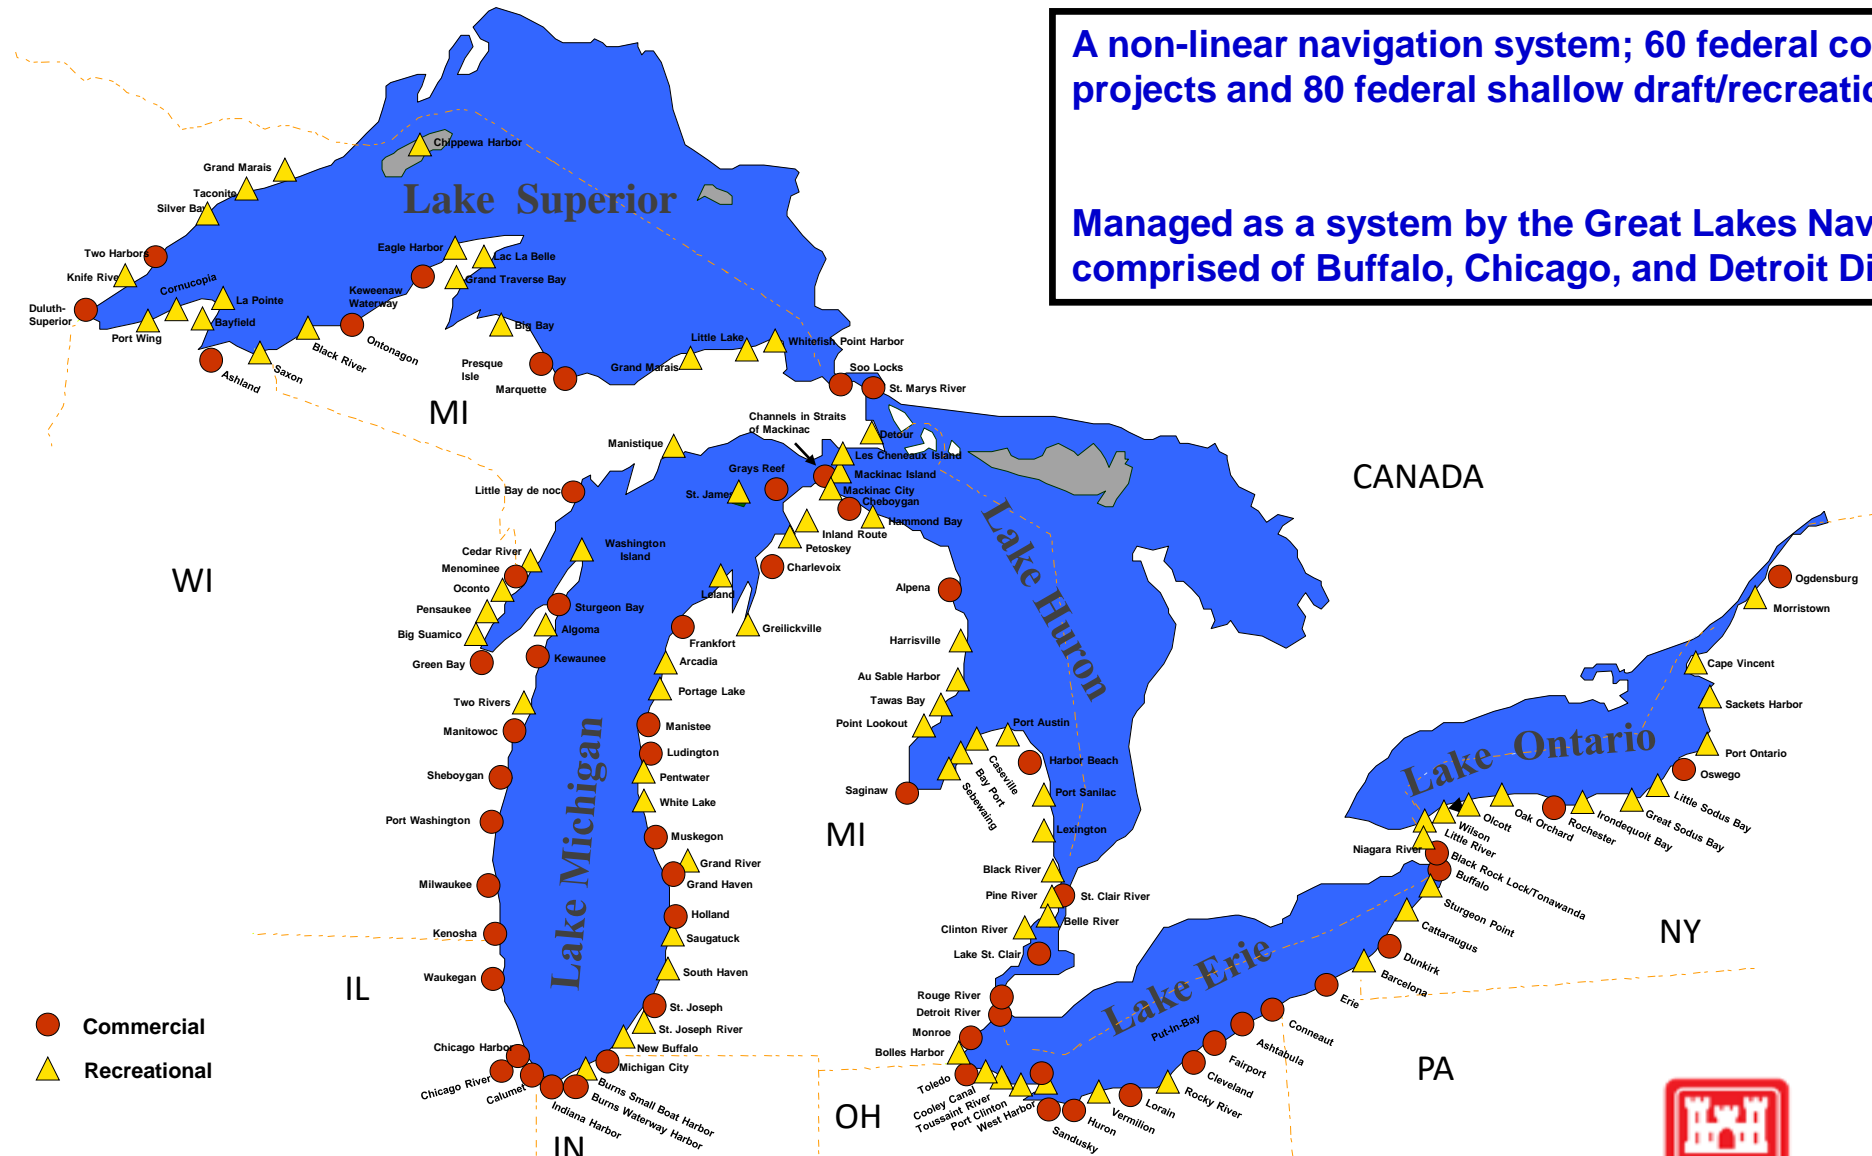 A non-linear navigation system; 60 federal co
projects and 80 federal shallow draft/recreatio
Managed as a system by the Great Lakes Nav
comprised of Buffalo, Chicago, and Detroit Di
Chippewa Harbor
Grand Marais
Taconite
Silver Bay
Lake Superior
Two Harbors
Knife River
Cornucopia
La Pointe
Duluth-
Superior
Port Wing
Bayfield
Ashland
Saxon
Black River
Ontonagon
Keweenaw
Waterway
Eagle Harbor
Lac La Belle
Grand Traverse Bay
Big Bay
Presque
Isle
Marquette
Grand Marais
Little Lake
Whitefish Point Harbor
Soo Locks
St. Marys River
MI
Channels in Straits
of Mackinac
Detour
Les Cheneaux Island
Mackinac Island
Mackinac City
Cheboygan
Hammond Bay
Manistique
Grays Reef
St. James
Little Bay de noc
Inland Route
Petoskey
Charlevoix
Washington
Island
Cedar River
Menominee
Oconto
Pensaukee
Big Suamico
Green Bay
Sturgeon Bay
Algoma
Kewaunee
Two Rivers
Manitowoc
Sheboygan
Port Washington
Milwaukee
Kenosha
Waukegan
Chicago Harbor
Chicago River
Calumet
Indiana Harbor
Burns Waterway Harbor
Burns Small Boat Harbor
Michigan City
New Buffalo
St. Joseph River
St. Joseph
South Haven
Saugatuck
Holland
Grand Haven
Grand River
Muskegon
White Lake
Pentwater
Ludington
Manistee
Portage Lake
Arcadia
Frankfort
Leland
Greilickville
Lake Michigan
WI
IL
IN
MI
OH
PA
NY
CANADA
Lake Huron
Alpena
Harrisville
Au Sable Harbor
Tawas Bay
Point Lookout
Saginaw
Sebewaing
Bay Port
Caseville
Port Austin
Harbor Beach
Port Sanilac
Lexington
Black River
Pine River
St. Clair River
Belle River
Clinton River
Lake St. Clair
Rouge River
Detroit River
Monroe
Bolles Harbor
Toledo
Cooley Canal
Toussaint River
Port Clinton
West Harbor
Put-In-Bay
Sandusky
Huron
Vermilion
Lorain
Rocky River
Cleveland
Fairport
Ashtabula
Conneaut
Erie
Barcelona
Dunkirk
Cattaraugus
Sturgeon Point
Buffalo
Black Rock Lock/Tonawanda
Niagara River
Little River
Wilson
Olcott
Oak Orchard
Rochester
Irondequoit Bay
Great Sodus Bay
Little Sodus Bay
Oswego
Port Ontario
Sackets Harbor
Cape Vincent
Morristown
Ogdensburg
Lake Erie
Lake Ontario
Commercial
Recreational